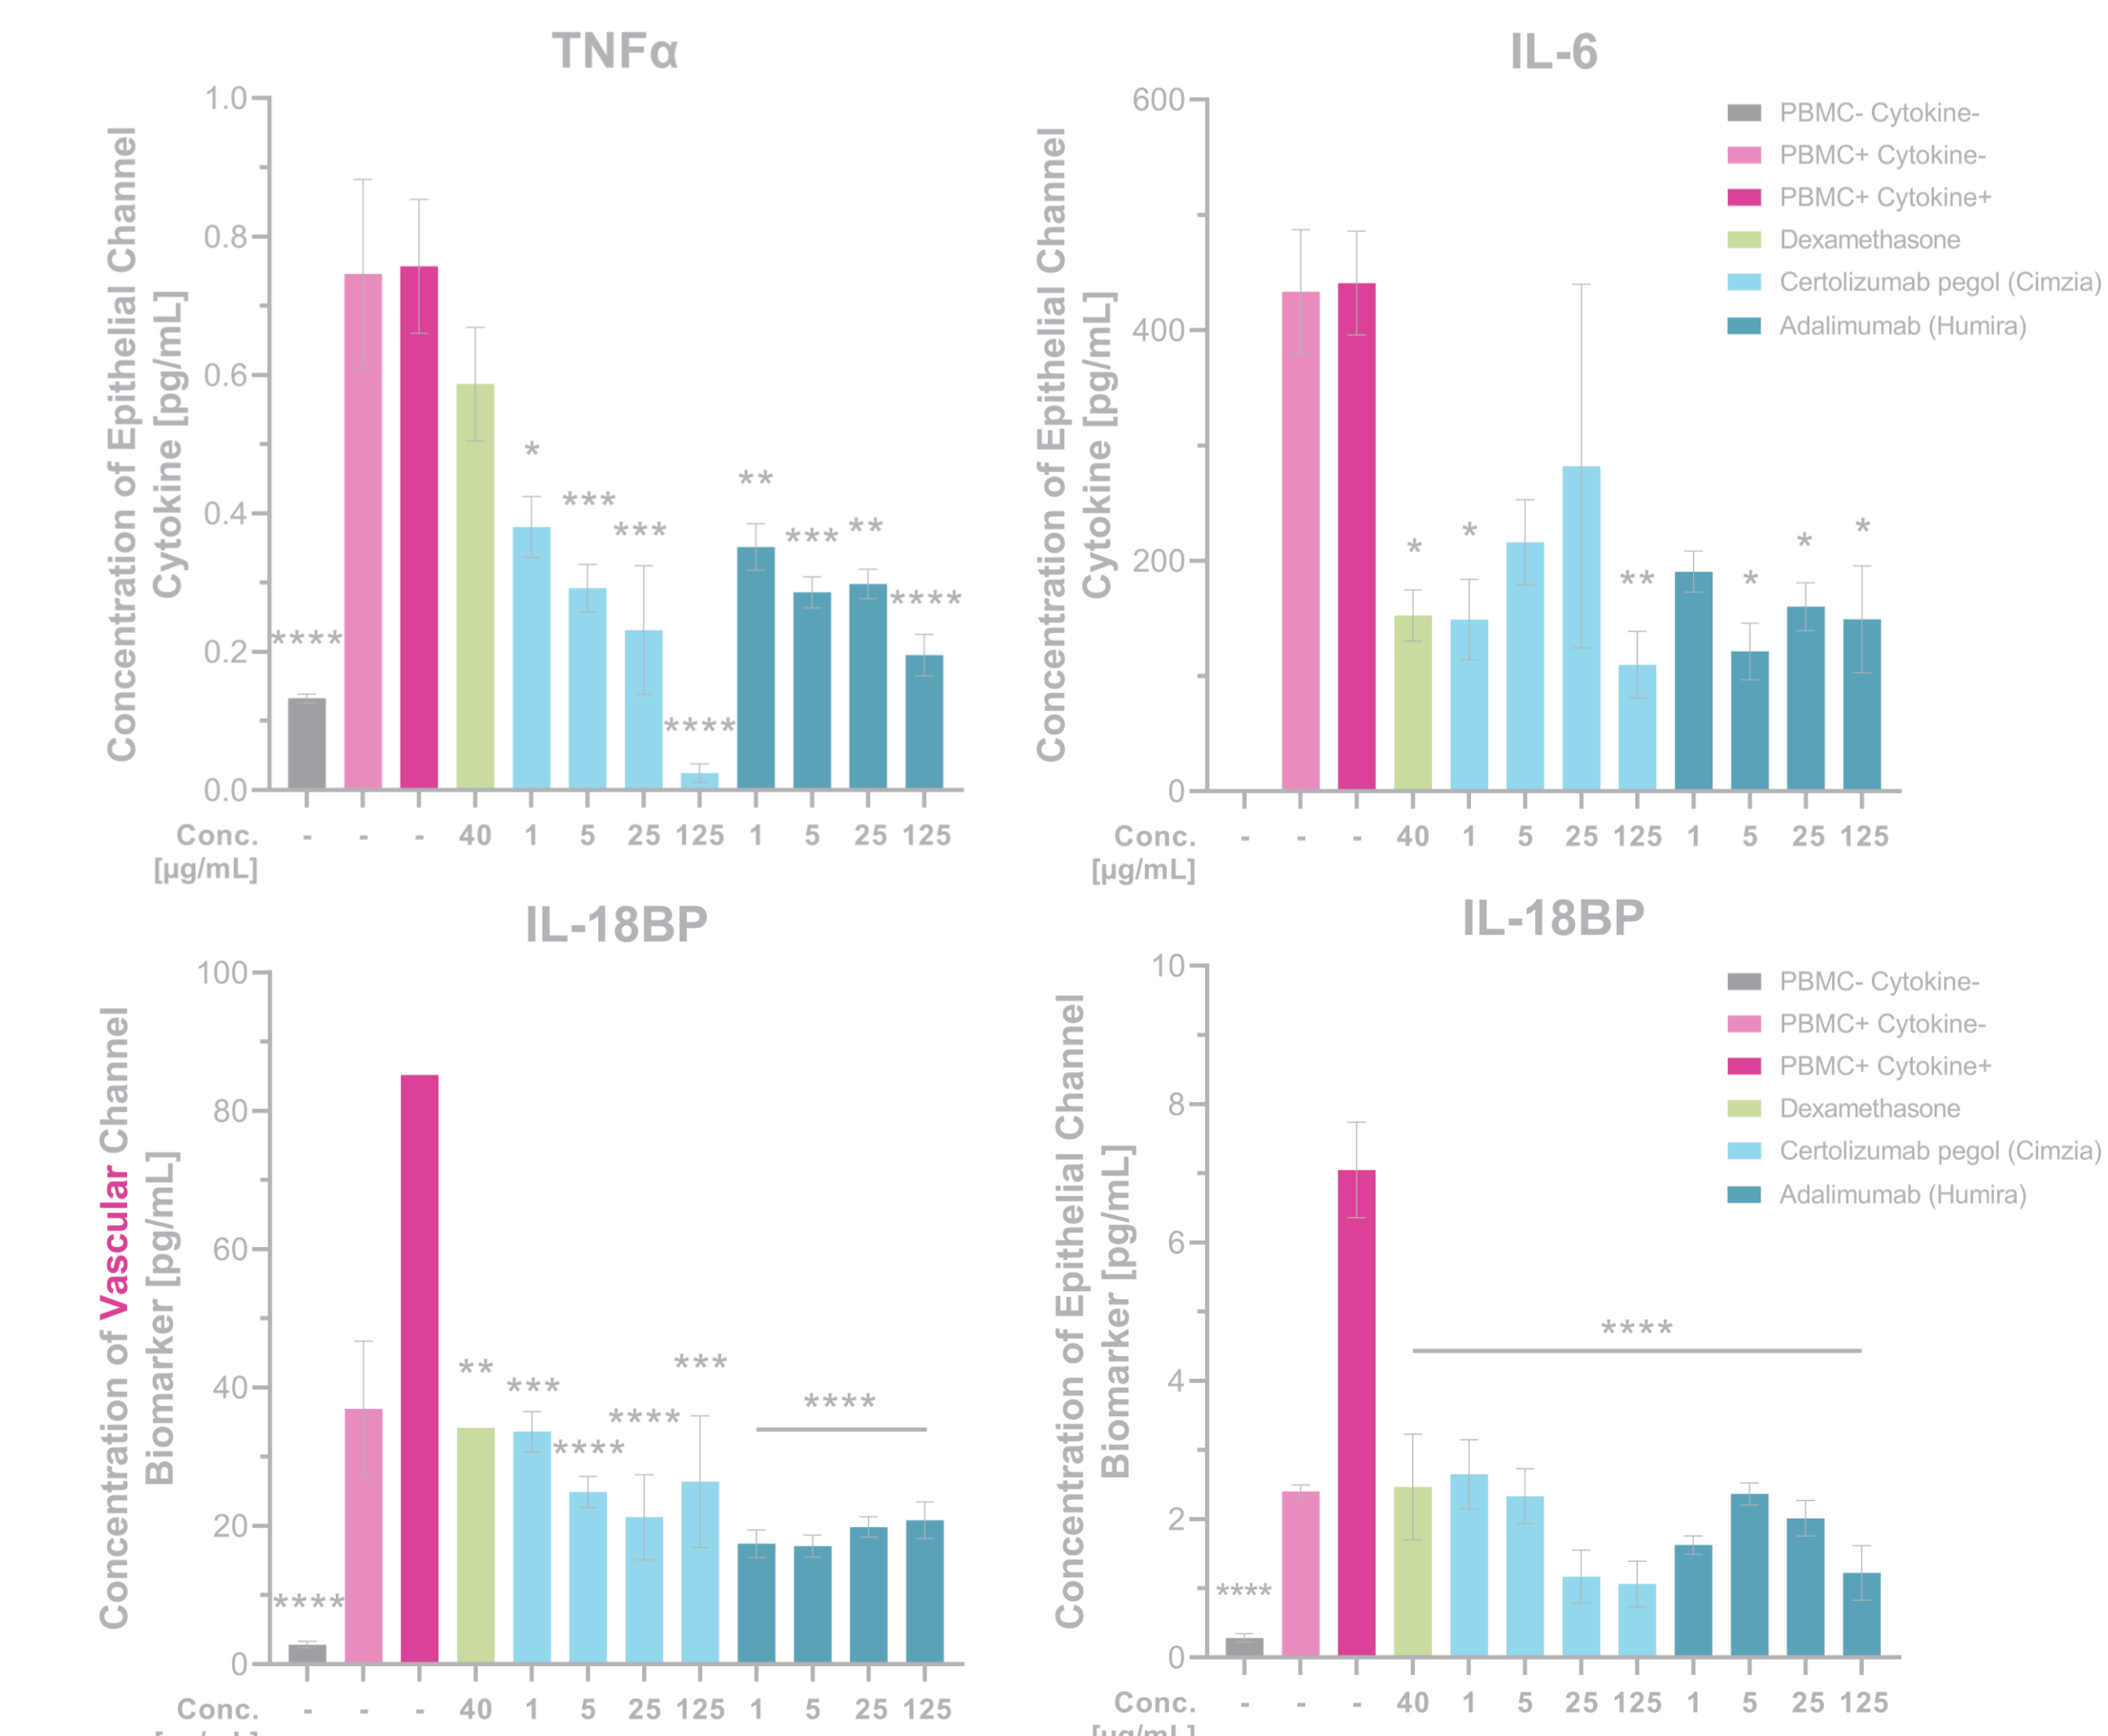 TNFα
Concentration of Epithelial Channel
Cytokine [pg/mL]
1.0
0.8
0.6
0.4
0.2
0.0
****
*
***
***
****
**
***
**
****
Conc. - - - 40 1 5 25 125 1 5 25 125
[µg/mL]
IL-6
Concentration of Epithelial Channel
Cytokine [pg/mL]
600
400
200
0
*
*
**
*
*
*
PBMC- Cytokine-
PBMC+ Cytokine-
PBMC+ Cytokine+
Dexamethasone
Certolizumab pegol (Cimzia)
Adalimumab (Humira)
Conc. - - - 40 1 5 25 125 1 5 25 125
[µg/mL]
IL-18BP
Concentration of Vascular Channel
Biomarker [pg/mL]
100
80
60
40
20
0
****
**
***
****
****
***
****
Conc. - - - 40 1 5 25 125 1 5 25 125
IL-18BP
Concentration of Epithelial Channel
Biomarker [pg/mL]
10
8
6
4
2
0
****
****
PBMC- Cytokine-
PBMC+ Cytokine-
PBMC+ Cytokine+
Dexamethasone
Certolizumab pegol (Cimzia)
Adalimumab (Humira)
Conc. - - - 40 1 5 25 125 1 5 25 125